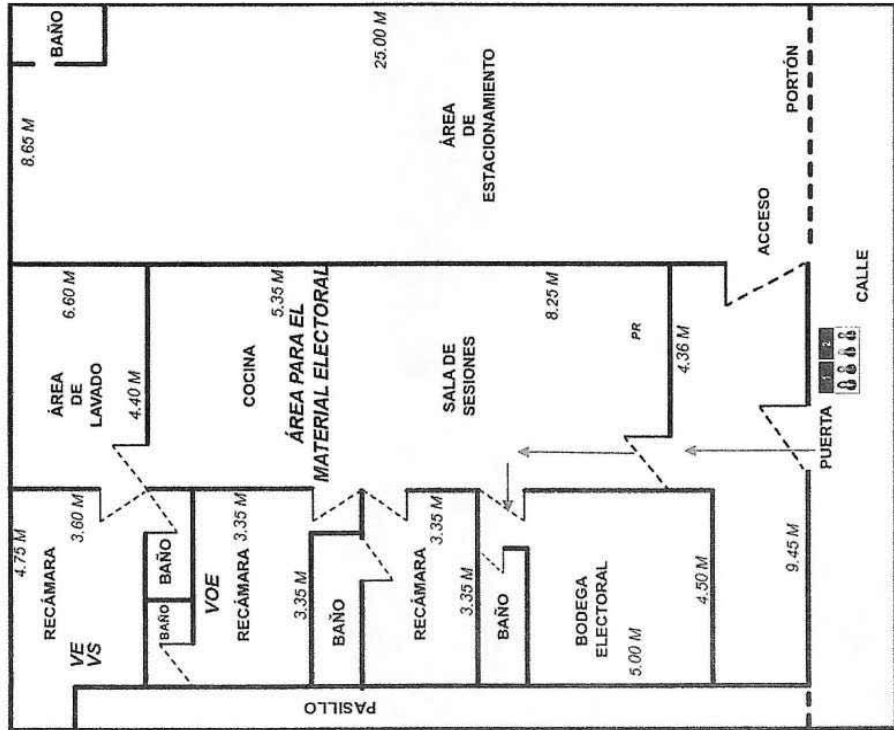 BAÑO
8.65 M
25.00 M
ÁREA
DE
ESTACIONAMIENTO
PORTÓN
ACCESO
CALLE
6.60 M
ÁREA
DE
LAVADO
4.40 M
5.35 M
COCINA
ÁREA PARA EL
MATERIAL ELECTORAL
SALA DE
SESIONES
8.25 M
PR
4.36 M
1 2
PUERTA
4.75 M
RECÁMARA
3.60 M
VE
VS
BAÑO
BAÑO
VOE
RECÁMARA
3.35 M
3.35 M
BAÑO
RECÁMARA
3.35 M
3.35 M
BAÑO
BODEGA
ELECTORAL
5.00 M
4.50 M
9.45 M
PASILLO